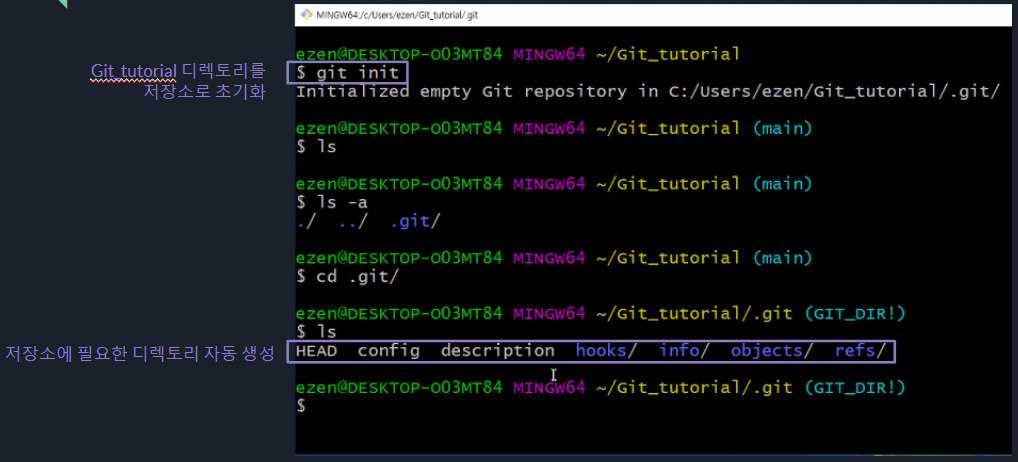 MINGW64:/c/Users/ezen/Git_tutorial/.git
ezen@DESKTOP-O03MT84 MINGW64 ~/Git_tutorial
Git_tutorial 디렉토리를
저장소로 초기화
$ git init
Initialized empty Git repository in C:/Users/ezen/Git_tutorial/.git/
ezen@DESKTOP-O03MT84 MINGW64 ~/Git_tutorial (main)
$ ls
ezen@DESKTOP-O03MT84 MINGW64 ~/Git_tutorial (main)
$ ls -a
./  ../  .git/
ezen@DESKTOP-O03MT84 MINGW64 ~/Git_tutorial (main)
$ cd .git/
ezen@DESKTOP-O03MT84 MINGW64 ~/Git_tutorial/.git (GIT_DIR!)
$ ls
저장소에 필요한 디렉토리 자동 생성
HEAD  config  description  hooks/  info/  objects/  refs/
ezen@DESKTOP-O03MT84 MINGW64 ~/Git_tutorial/.git (GIT_DIR!)
$